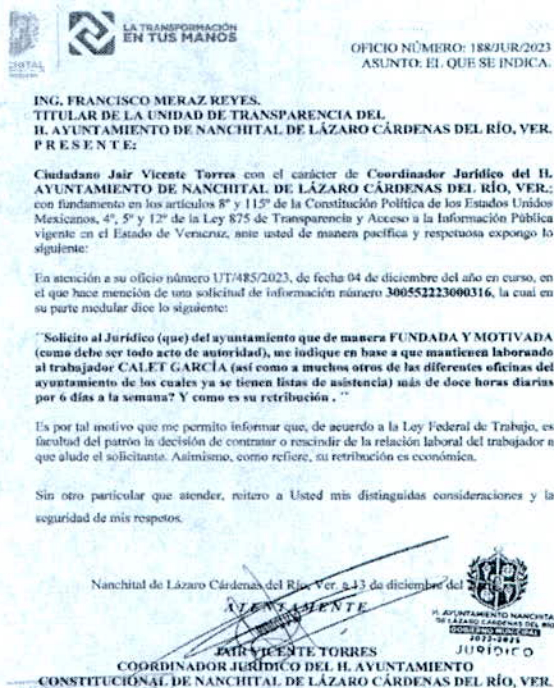 LA TRANSFORMACIÓN
EN TUS MANOS
OFICIO NÚMERO: 188/JUR/2023
ASUNTO: EL QUE SE INDICA.
ING. FRANCISCO MERAZ REYES.
TITULAR DE LA UNIDAD DE TRANSPARENCIA DEL
H. AYUNTAMIENTO DE NANCHITAL DE LÁZARO CÁRDENAS DEL RÍO, VER.
P R E S E N T E:
Ciudadano Jair Vicente Torres con el carácter de Coordinador Jurídico del H.
AYUNTAMIENTO DE NANCHITAL DE LÁZARO CÁRDENAS DEL RÍO, VER.,
con fundamento en los artículos 8º y 115º de la Constitución Política de los Estados Unidos
Mexicanos, 4º, 5º y 12º de la Ley 875 de Transparencia y Acceso a la Información Pública
vigente en el Estado de Veracruz, ante usted de manera pacífica y respetuosa expongo lo
siguiente:
En atención a su oficio número UT/485/2023, de fecha 04 de diciembre del año en curso, en
el que hace mención de una solicitud de información número 300552223000316, la cual en
su parte medular dice lo siguiente:
"Solicito al Jurídico (que) del ayuntamiento que de manera FUNDADA Y MOTIVADA
(como debe ser todo acto de autoridad), me indique en base a que mantienen laborando
al trabajador CALET GARCÍA (así como a muchos otros de las diferentes oficinas del
ayuntamiento de los cuales ya se tienen listas de asistencia) más de doce horas diarias
por 6 días a la semana? Y como es su retribución . "
Es por tal motivo que me permito informar que, de acuerdo a la Ley Federal de Trabajo, es
facultad del patrón la decisión de contratar o rescindir de la relación laboral del trabajador a
que alude el solicitante. Asimismo, como refiere, su retribución es económica.
Sin otro particular que atender, reitero a Usted mis distinguidas consideraciones y la
seguridad de mis respetos.
Nanchital de Lázaro Cárdenas del Río, Ver. a 13 de diciembre del
A T E N T A M E N T E
H. AYUNTAMIENTO NANCHITAL
DE LÁZARO CÁRDENAS DEL RÍO
GOBIERNO MUNICIPAL
2022-2025
JURÍDICO
JAIR VICENTE TORRES
COORDINADOR JURÍDICO DEL H. AYUNTAMIENTO
CONSTITUCIONAL DE NANCHITAL DE LÁZARO CÁRDENAS DEL RÍO, VER.